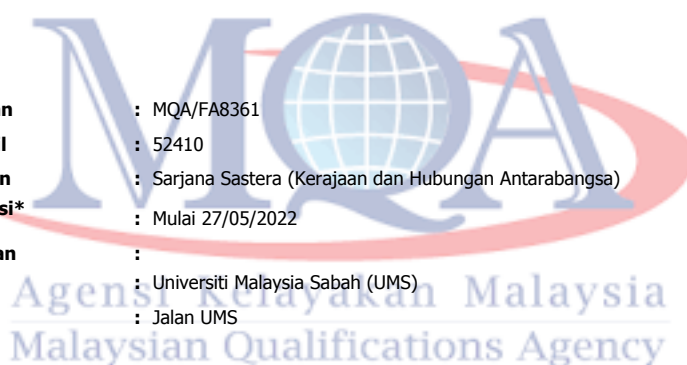 MQA
an : MQA/FA8361
l : 52410
n : Sarjana Sastera (Kerajaan dan Hubungan Antarabangsa)
si* : Mulai 27/05/2022
an :
: Universiti Malaysia Sabah (UMS)
Agensi Kelayakan Malaysia
: Jalan UMS
Malaysian Qualifications Agency